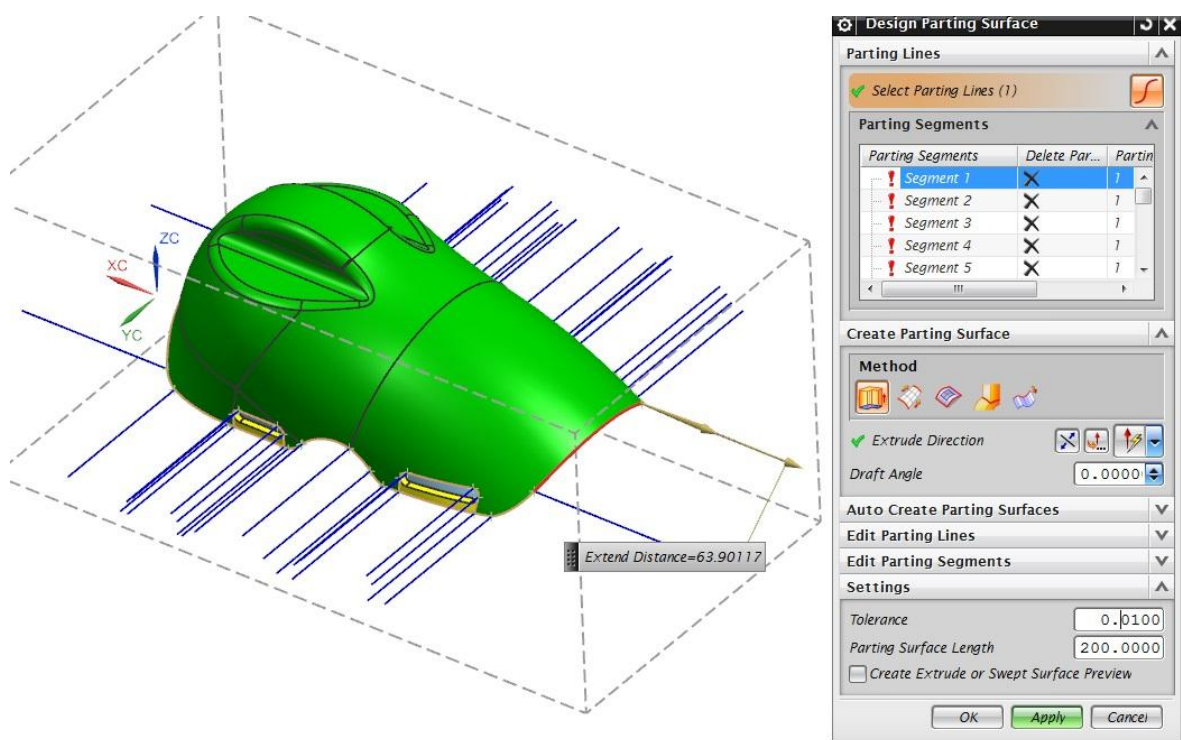 Design Parting Surface
Parting Lines
Select Parting Lines (1)
Parting Segments
Parting Segments Delete Par... Partin
Segment 1 1
Segment 2 1
Segment 3 1
Segment 4 1
Segment 5 1
Create Parting Surface
Method
Extrude Direction
Draft Angle 0.0000
Auto Create Parting Surfaces
Edit Parting Lines
Edit Parting Segments
Settings
Tolerance 0.0100
Parting Surface Length 200.0000
Create Extrude or Swept Surface Preview
OK Apply Cancel
ZC
XC
YC
Extend Distance=63.90117